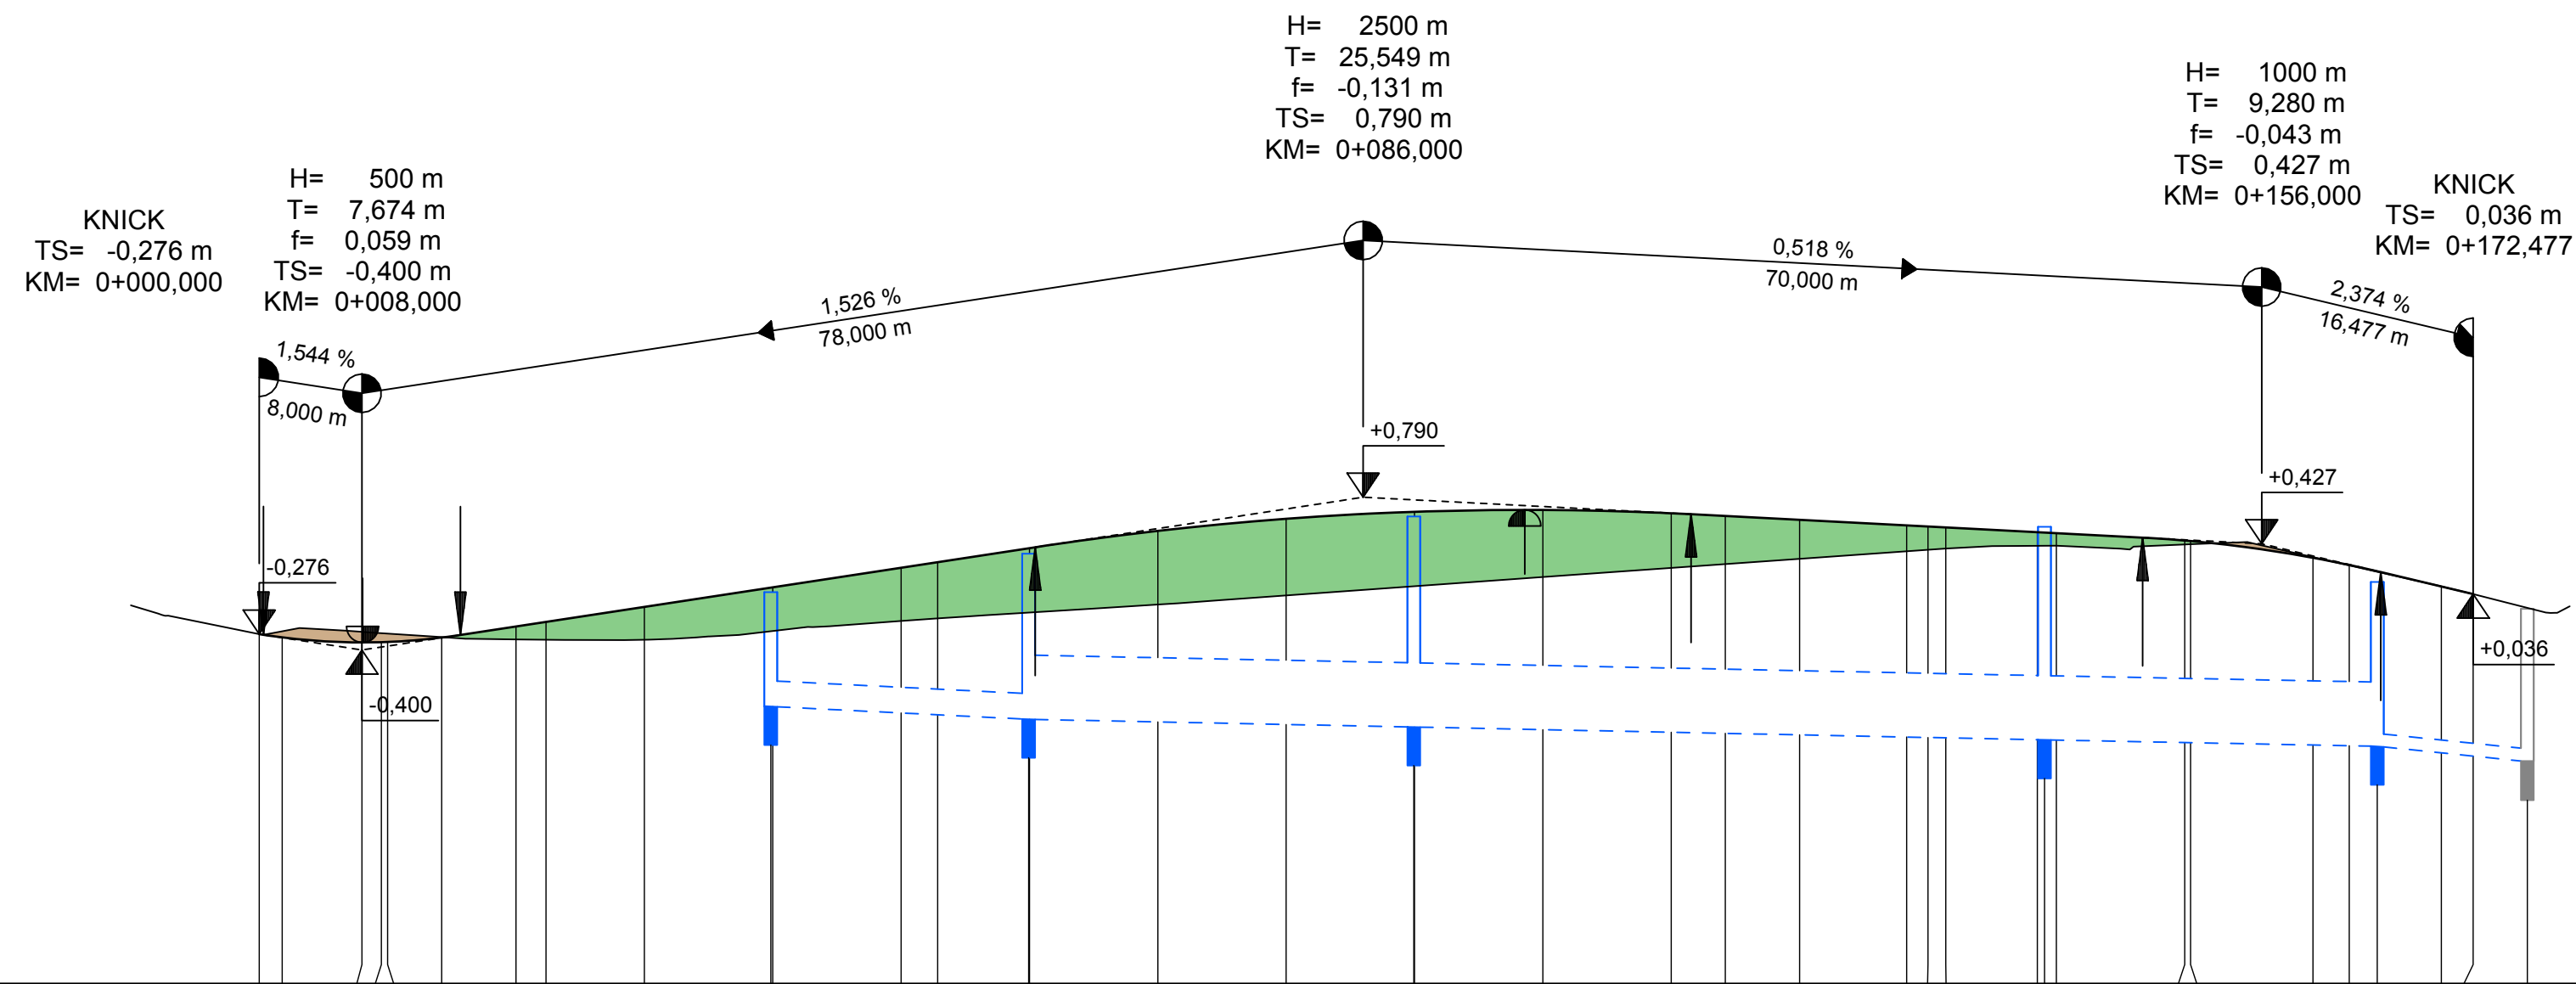 H= 2500 m
T= 25,549 m
f= -0,131 m
TS= 0,790 m
KM= 0+086,000
H= 1000 m
T= 9,280 m
f= -0,043 m
TS= 0,427 m
KM= 0+156,000
KNICK
TS= 0,036 m
KM= 0+172,477
H= 500 m
T= 7,674 m
f= 0,059 m
TS= -0,400 m
KM= 0+008,000
KNICK
TS= -0,276 m
KM= 0+000,000
1,544 %
8,000 m
1,526 %
78,000 m
0,518 %
70,000 m
2,374 %
16,477 m
+0,790
+0,427
-0,276
-0,400
+0,036